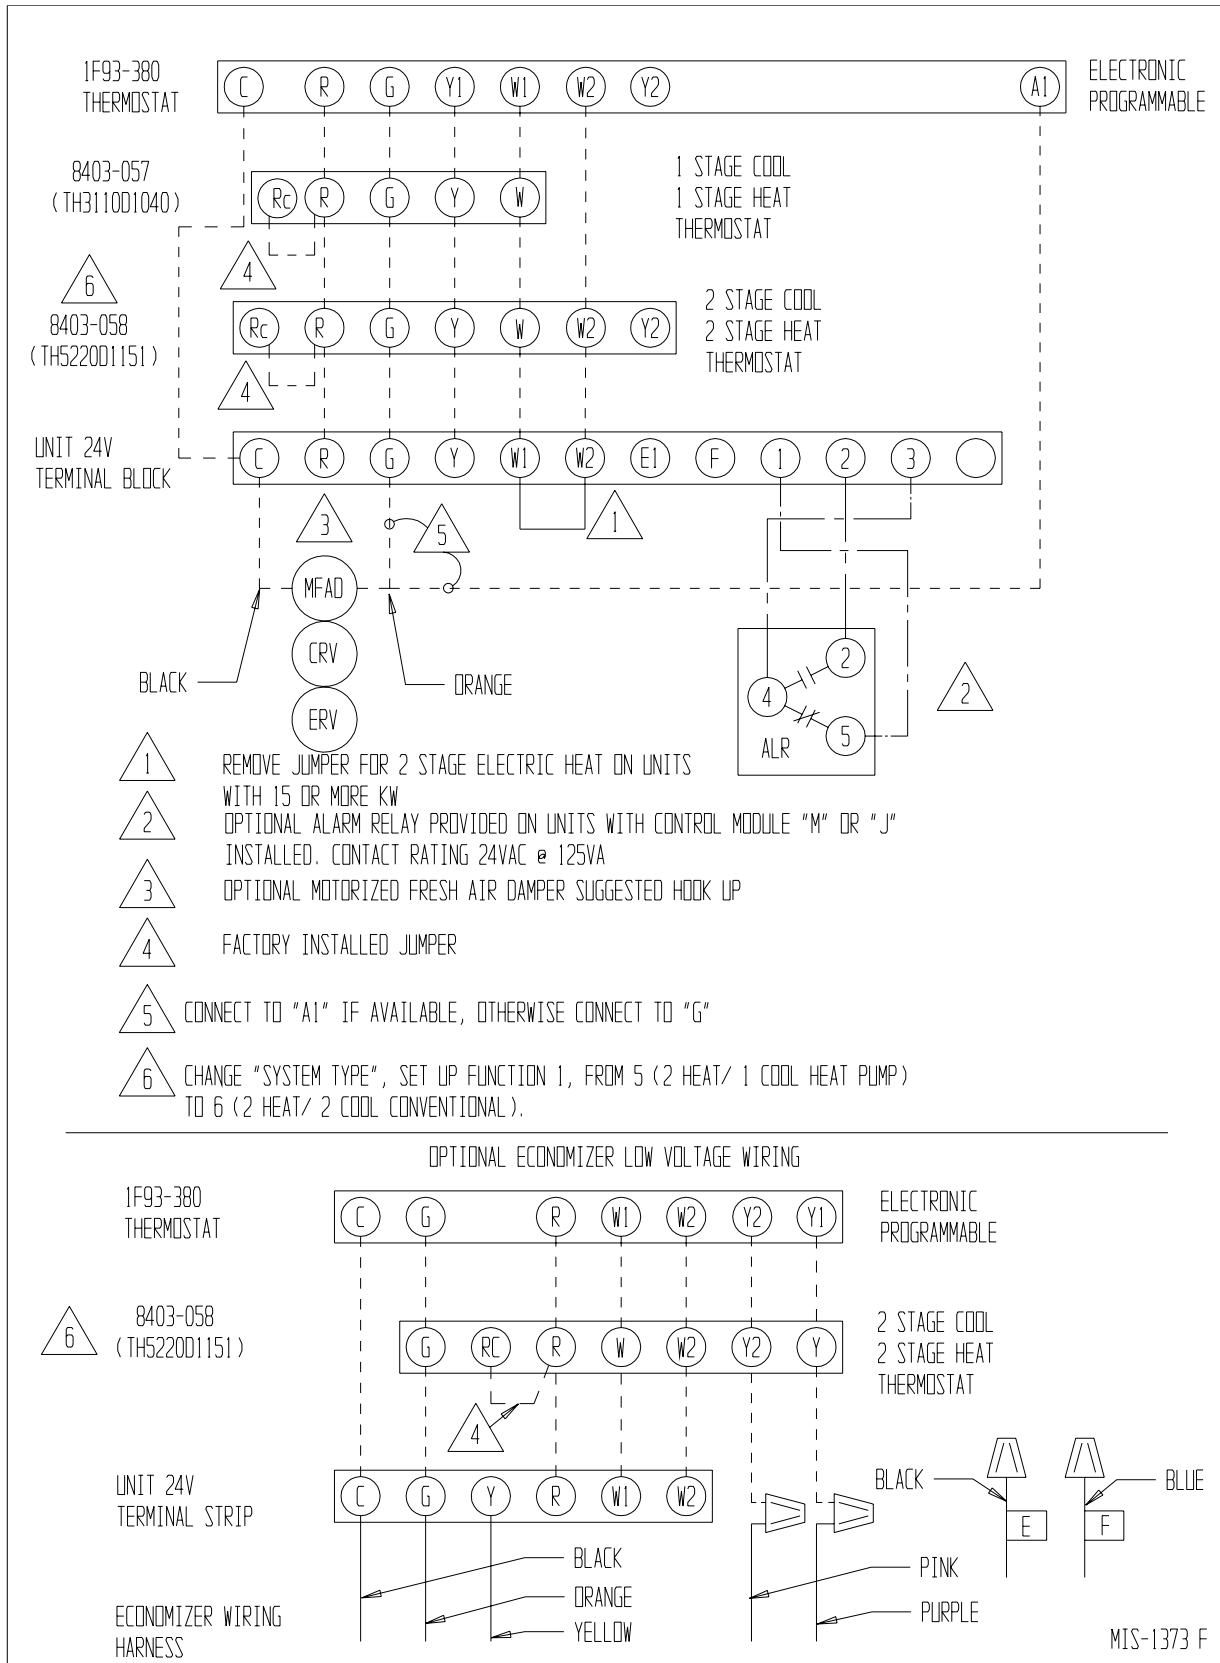 1F93-380
THERMOSTAT
C R G Y1 W1 W2 Y2 A1
ELECTRONIC
PROGRAMMABLE
8403-057
(TH3110D1040)
Rc R G Y W
1 STAGE COOL
1 STAGE HEAT
THERMOSTAT
4
6
8403-058
(TH5220D1151)
Rc R G Y W W2 Y2
2 STAGE COOL
2 STAGE HEAT
THERMOSTAT
4
UNIT 24V
TERMINAL BLOCK
C R G Y W1 W2 E1 F 1 2 3
3
5
1
MFAD
CRV
ERV
BLACK
ORANGE
2
4
5
ALR
2
1 REMOVE JUMPER FOR 2 STAGE ELECTRIC HEAT ON UNITS
WITH 15 OR MORE KW
2 OPTIONAL ALARM RELAY PROVIDED ON UNITS WITH CONTROL MODULE "M" OR "J"
INSTALLED. CONTACT RATING 24VAC @ 125VA
3 OPTIONAL MOTORIZED FRESH AIR DAMPER SUGGESTED HOOK UP
4 FACTORY INSTALLED JUMPER
5 CONNECT TO "A1" IF AVAILABLE, OTHERWISE CONNECT TO "G"
6 CHANGE "SYSTEM TYPE", SET UP FUNCTION 1, FROM 5 (2 HEAT/ 1 COOL HEAT PUMP)
TO 6 (2 HEAT/ 2 COOL CONVENTIONAL).
OPTIONAL ECONOMIZER LOW VOLTAGE WIRING
1F93-380
THERMOSTAT
C G R W1 W2 Y2 Y1
ELECTRONIC
PROGRAMMABLE
6
8403-058
(TH5220D1151)
G RC R W W2 Y2 Y
2 STAGE COOL
2 STAGE HEAT
THERMOSTAT
4
UNIT 24V
TERMINAL STRIP
C G Y R W1 W2
BLACK
E
F
BLUE
BLACK
ORANGE
YELLOW
PINK
PURPLE
ECONOMIZER WIRING
HARNESS
MIS-1373 F